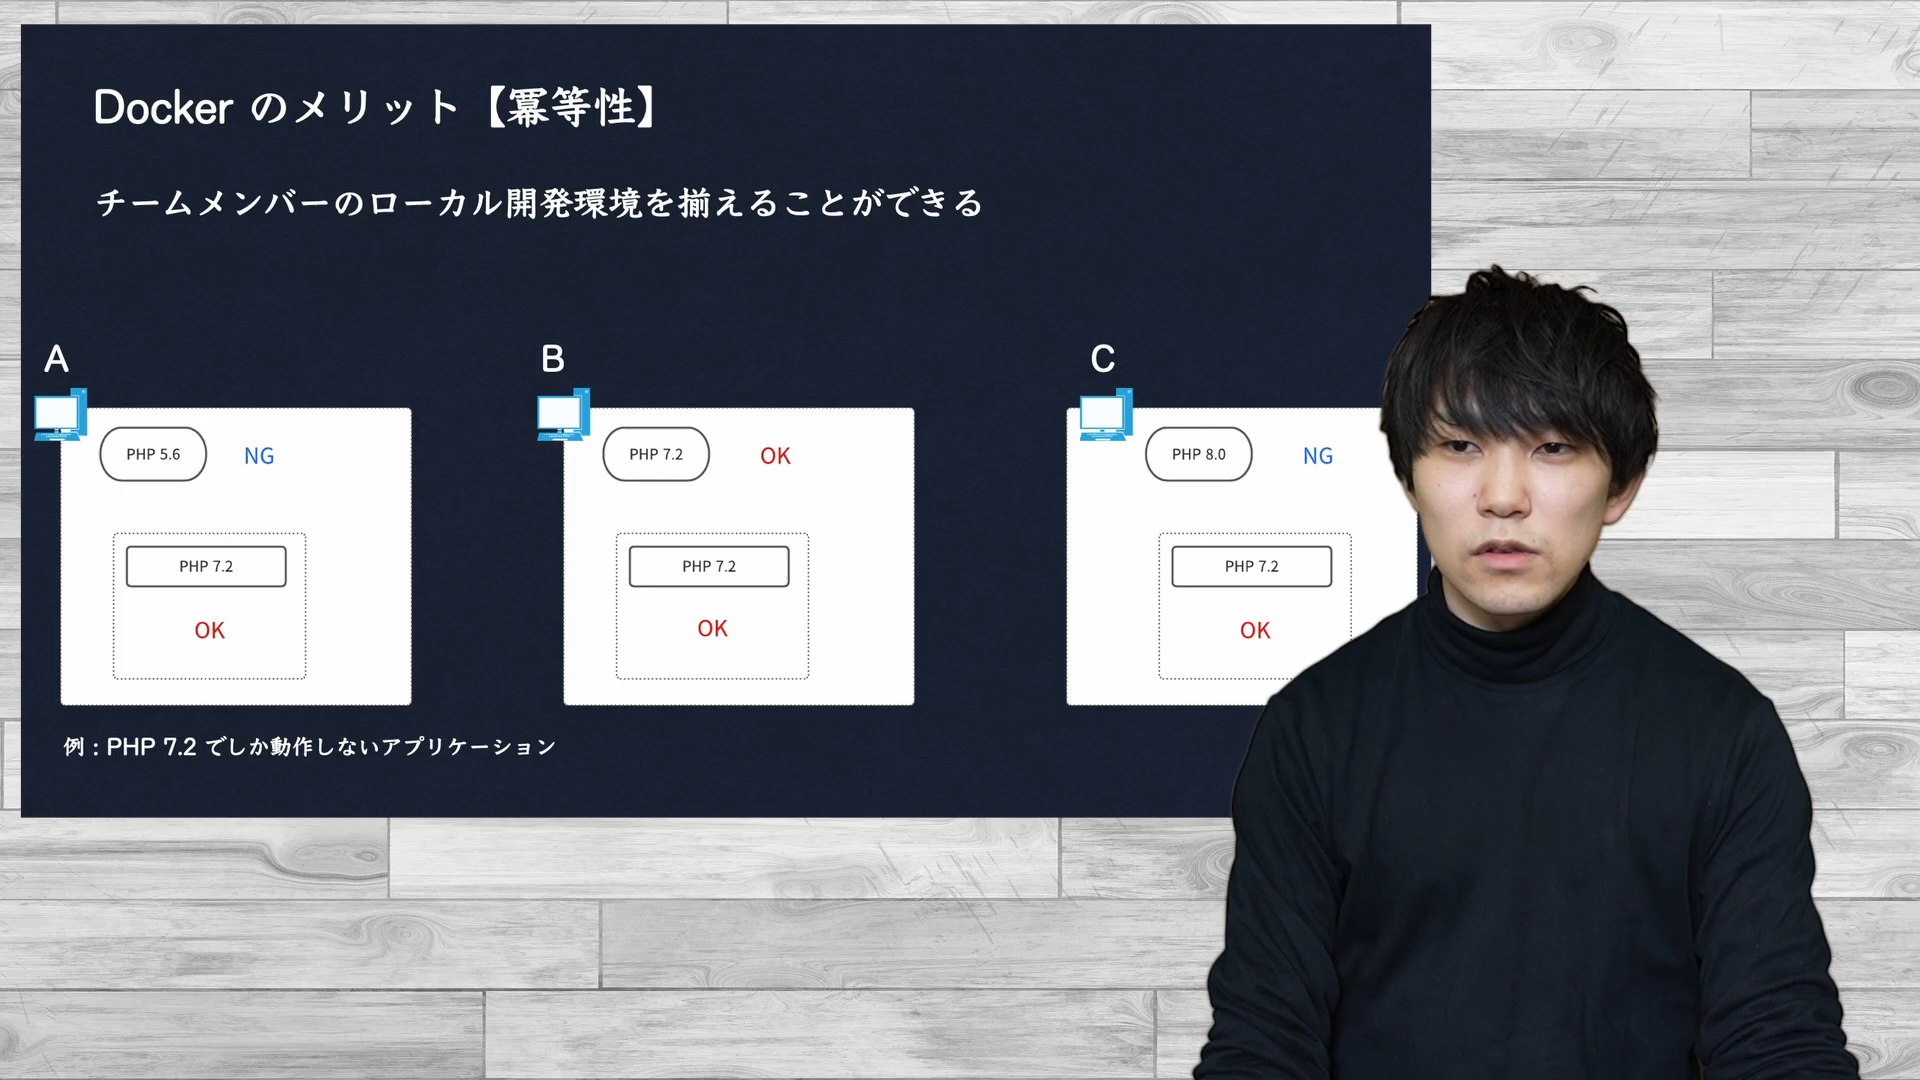 Docker のメリット【冪等性】
チームメンバーのローカル開発環境を揃えることができる
A
B
C
PHP 5.6 NG
PHP 7.2 OK
PHP 8.0 NG
PHP 7.2
PHP 7.2
PHP 7.2
OK
OK
OK
例：PHP 7.2 でしか動作しないアプリケーション